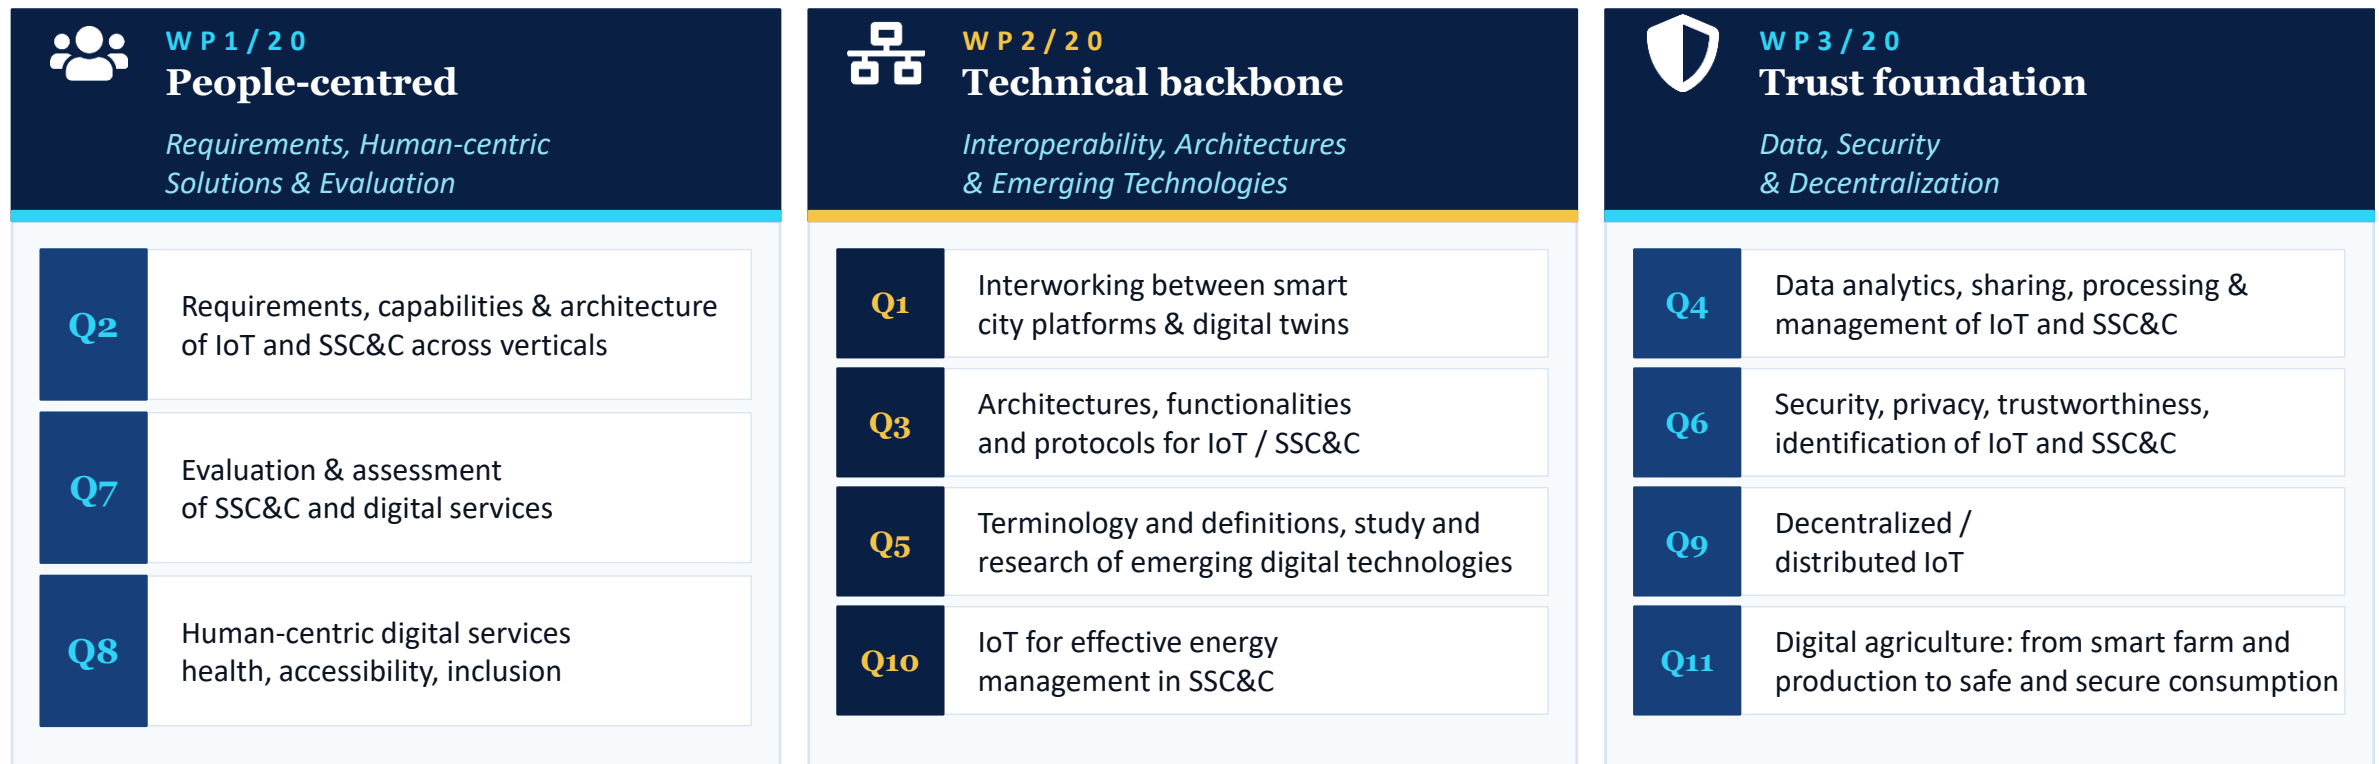 WP1/20
People-centred
Requirements, Human-centric
Solutions & Evaluation
Q2
Requirements, capabilities & architecture
of IoT and SSC&C across verticals
Q7
Evaluation & assessment
of SSC&C and digital services
Q8
Human-centric digital services
health, accessibility, inclusion
WP2/20
Technical backbone
Interoperability, Architectures
& Emerging Technologies
Q1
Interworking between smart
city platforms & digital twins
Q3
Architectures, functionalities
and protocols for IoT / SSC&C
Q5
Terminology and definitions, study and
research of emerging digital technologies
Q10
IoT for effective energy
management in SSC&C
WP3/20
Trust foundation
Data, Security
& Decentralization
Q4
Data analytics, sharing, processing &
management of IoT and SSC&C
Q6
Security, privacy, trustworthiness,
identification of IoT and SSC&C
Q9
Decentralized /
distributed IoT
Q11
Digital agriculture: from smart farm and
production to safe and secure consumption